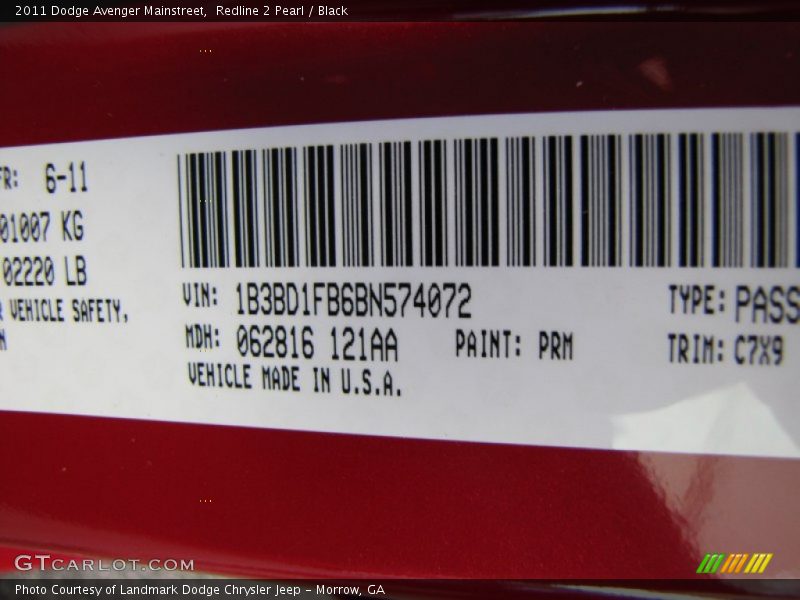 2011 Dodge Avenger Mainstreet, Redline 2 Pearl / Black
FR: 6-11
01007 KG
02220 LB
VEHICLE SAFETY,
VIN: 1B3BD1FB6BN574072
MDH: 062816 121AA
VEHICLE MADE IN U.S.A.
PAINT: PRM
TYPE: PASS
TRIM: C7X9
GTCARLOT.COM
Photo Courtesy of Landmark Dodge Chrysler Jeep – Morrow, GA